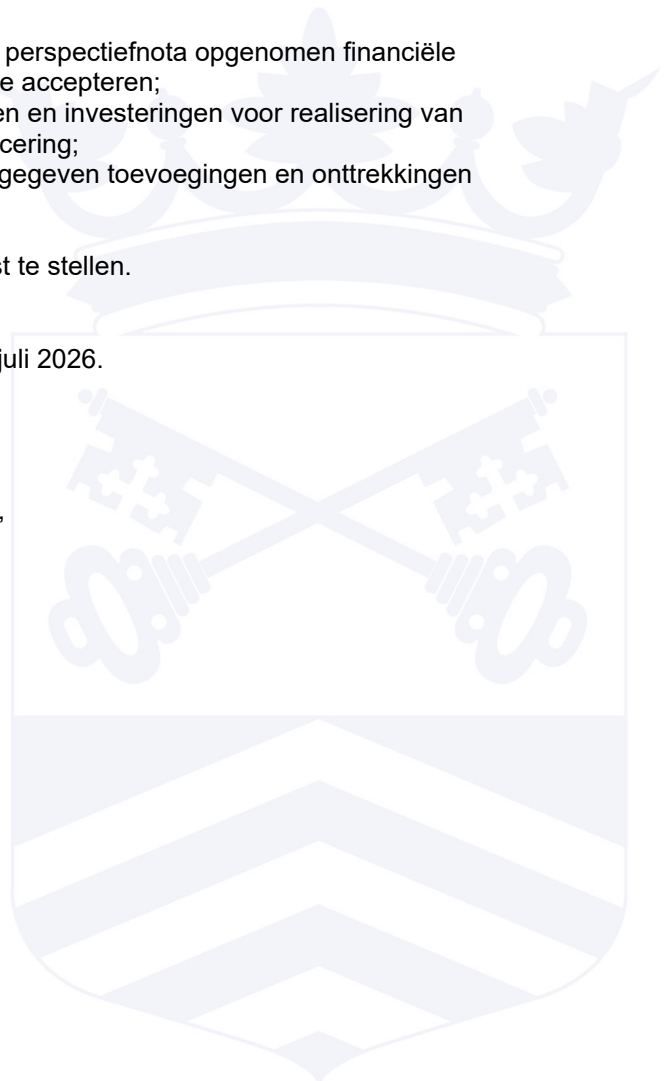 perspectiefnota opgenomen financiële
e accepteren;
en en investeringen voor realisering van
cering;
gegeven toevoegingen en onttrekkingen
st te stellen.
juli 2026.
,